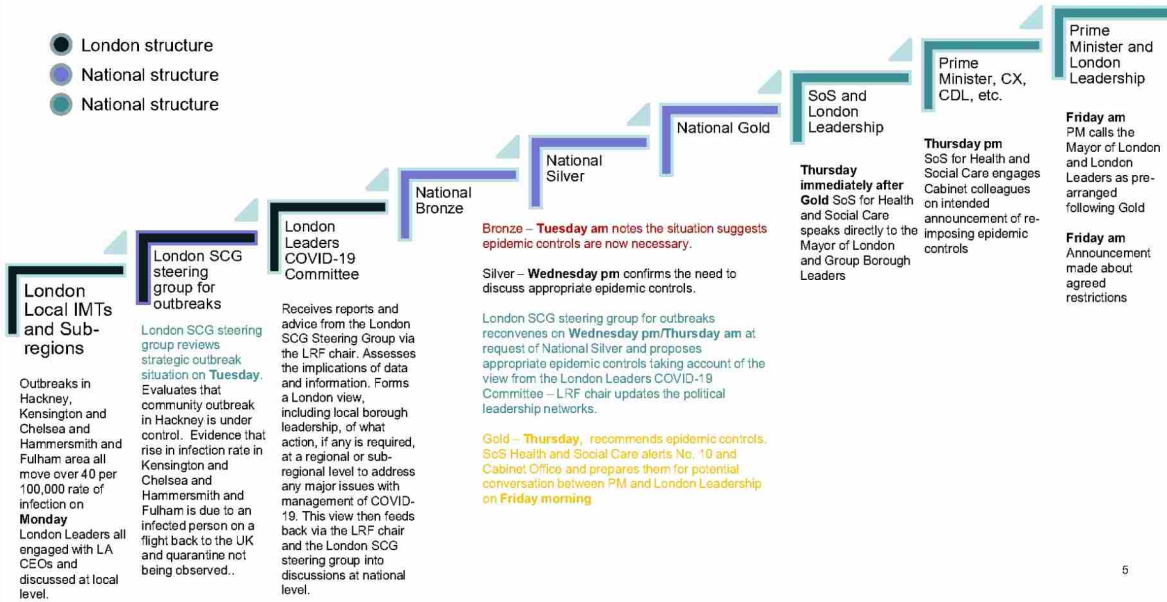 London structure
National structure
National structure
London
Local IMTs
and Sub-
regions
Outbreaks in
Hackney,
Kensington and
Chelsea and
Hammersmith and
Fulham area all
move over 40 per
100,000 rate of
infection on
Monday
London Leaders all
engaged with LA
CEOs and
discussed at local
level.
London SCG
steering
group for
outbreaks
London SCG steering
group reviews
strategic outbreak
situation on Tuesday.
Evaluates that
community outbreak
in Hackney is under
control. Evidence that
rise in infection rate in
Kensington and
Chelsea and
Hammersmith and
Fulham is due to an
infected person on a
flight back to the UK
and quarantine not
being observed..
London
Leaders
COVID-19
Committee
Receives reports and
advice from the London
SCG Steering Group via
the LRF chair. Assesses
the implications of data
and information. Forms
a London view,
including local borough
leadership, of what
action, if any is required,
at a regional or sub-
regional level to address
any major issues with
management of COVID-
19. This view then feeds
back via the LRF chair
and the London SCG
steering group into
discussions at national
level.
National
Bronze
National
Silver
National Gold
Bronze – Tuesday am notes the situation suggests
epidemic controls are now necessary.
Silver – Wednesday pm confirms the need to
discuss appropriate epidemic controls.
London SCG steering group for outbreaks
reconvenes on Wednesday pm/Thursday am at
request of National Silver and proposes
appropriate epidemic controls taking account of the
view from the London Leaders COVID-19
Committee – LRF chair updates the political
leadership networks.
Gold – Thursday, recommends epidemic controls.
SoS Health and Social Care alerts No. 10 and
Cabinet Office and prepares them for potential
conversation between PM and London Leadership
on Friday morning
SoS and
London
Leadership
Thursday
immediately after
Gold SoS for Health
and Social Care
speaks directly to the
Mayor of London
and Group Borough
Leaders
Prime
Minister, CX,
CDL, etc.
Thursday pm
SoS for Health and
Social Care engages
Cabinet colleagues
on intended
announcement of re-
imposing epidemic
controls
Prime
Minister and
London
Leadership
Friday am
PM calls the
Mayor of London
and London
Leaders as pre-
arranged
following Gold
Friday am
Announcement
made about
agreed
restrictions
5